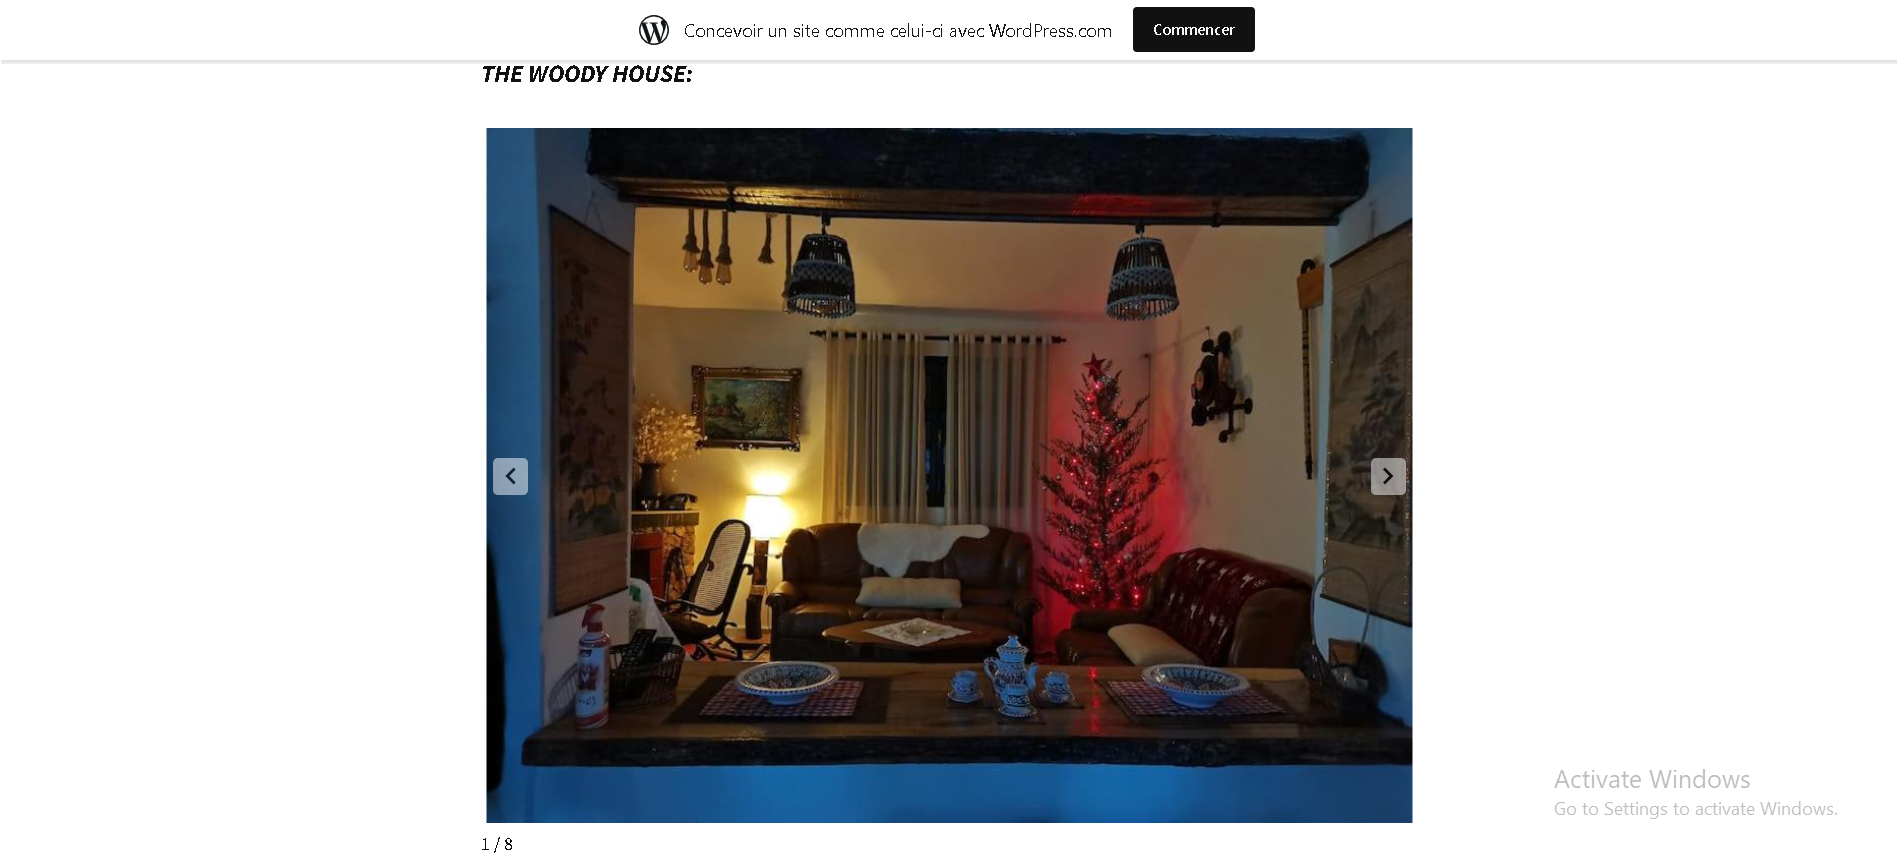 Concevoir un site comme celui-ci avec WordPress.com
Commencer
THE WOODY HOUSE:
1 / 8
Activate Windows
Go to Settings to activate Windows.